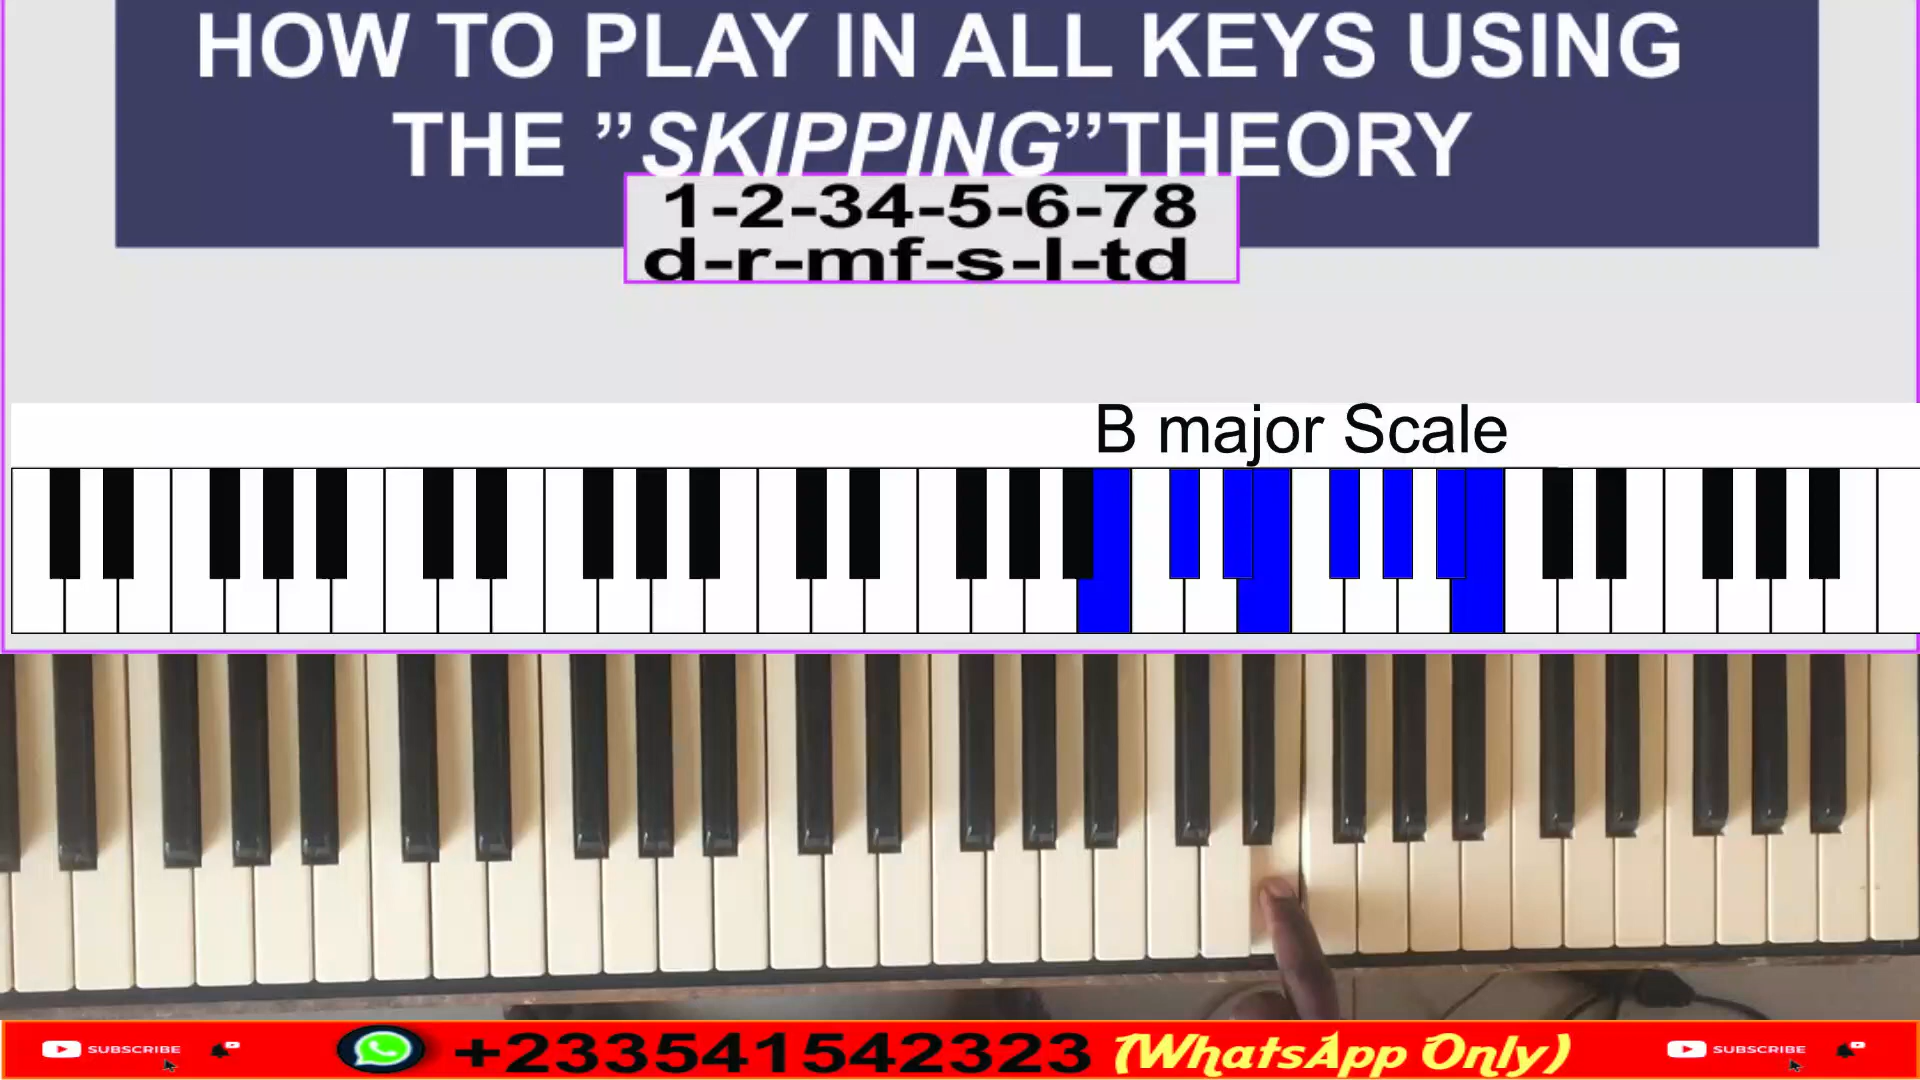 HOW TO PLAY IN ALL KEYS USING
THE ”SKIPPING”THEORY
1-2-34-5-6-78
d-r-mf-s-l-td
B major Scale
SUBSCRIBE
+233541542323 (WhatsApp Only)
SUBSCRIBE